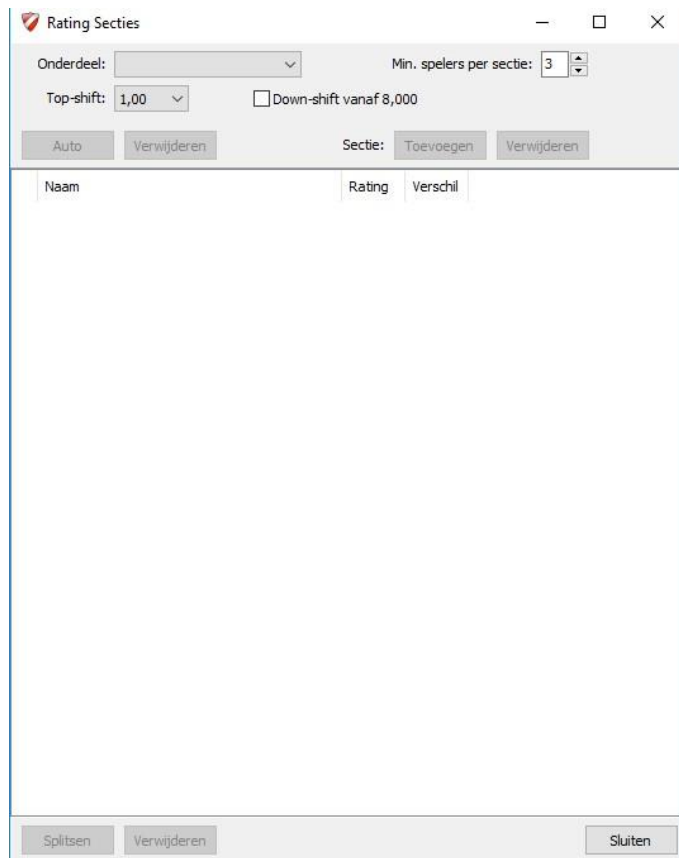 Rating Secties
Onderdeel: Min. spelers per sectie: 3
Top-shift: 1,00 Down-shift vanaf 8,000
Auto Verwijderen Sectie: Toevoegen Verwijderen
Naam Rating Verschil
Splitsen Verwijderen Sluiten